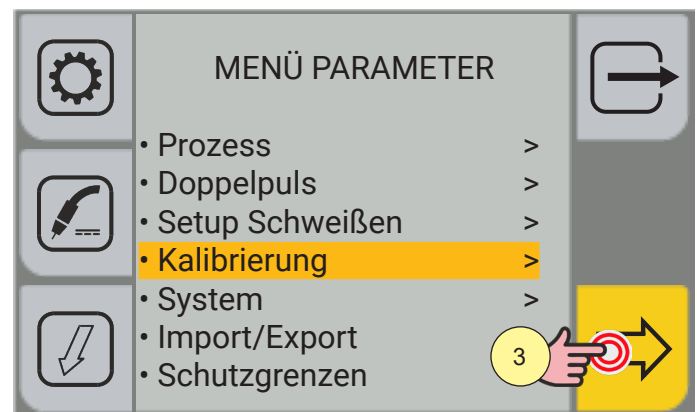 MENÜ PARAMETER
• Prozess >
• Doppelpuls >
• Setup Schweißen >
• Kalibrierung >
• System >
• Import/Export
• Schutzgrenzen
3